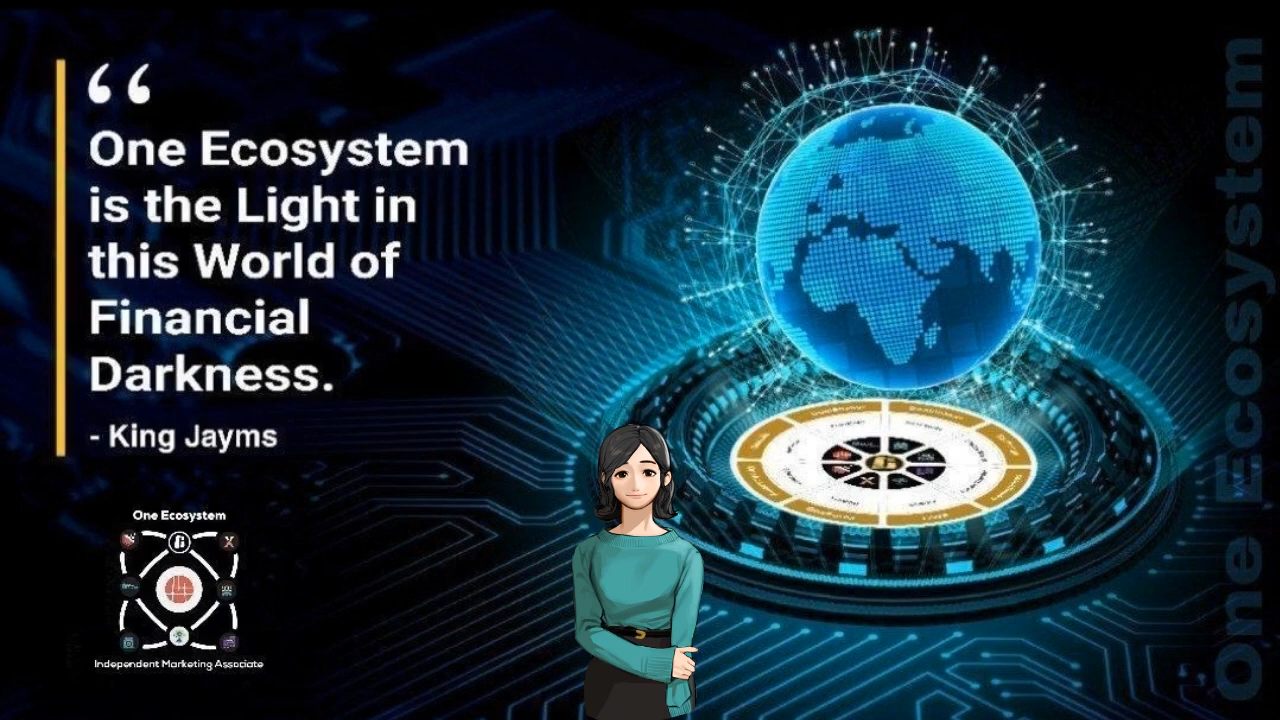 “
One Ecosystem
is the Light in
this World of
Financial
Darkness.
- King Jayms
One Ecosystem
Independent Marketing Associate
One Ecosystem